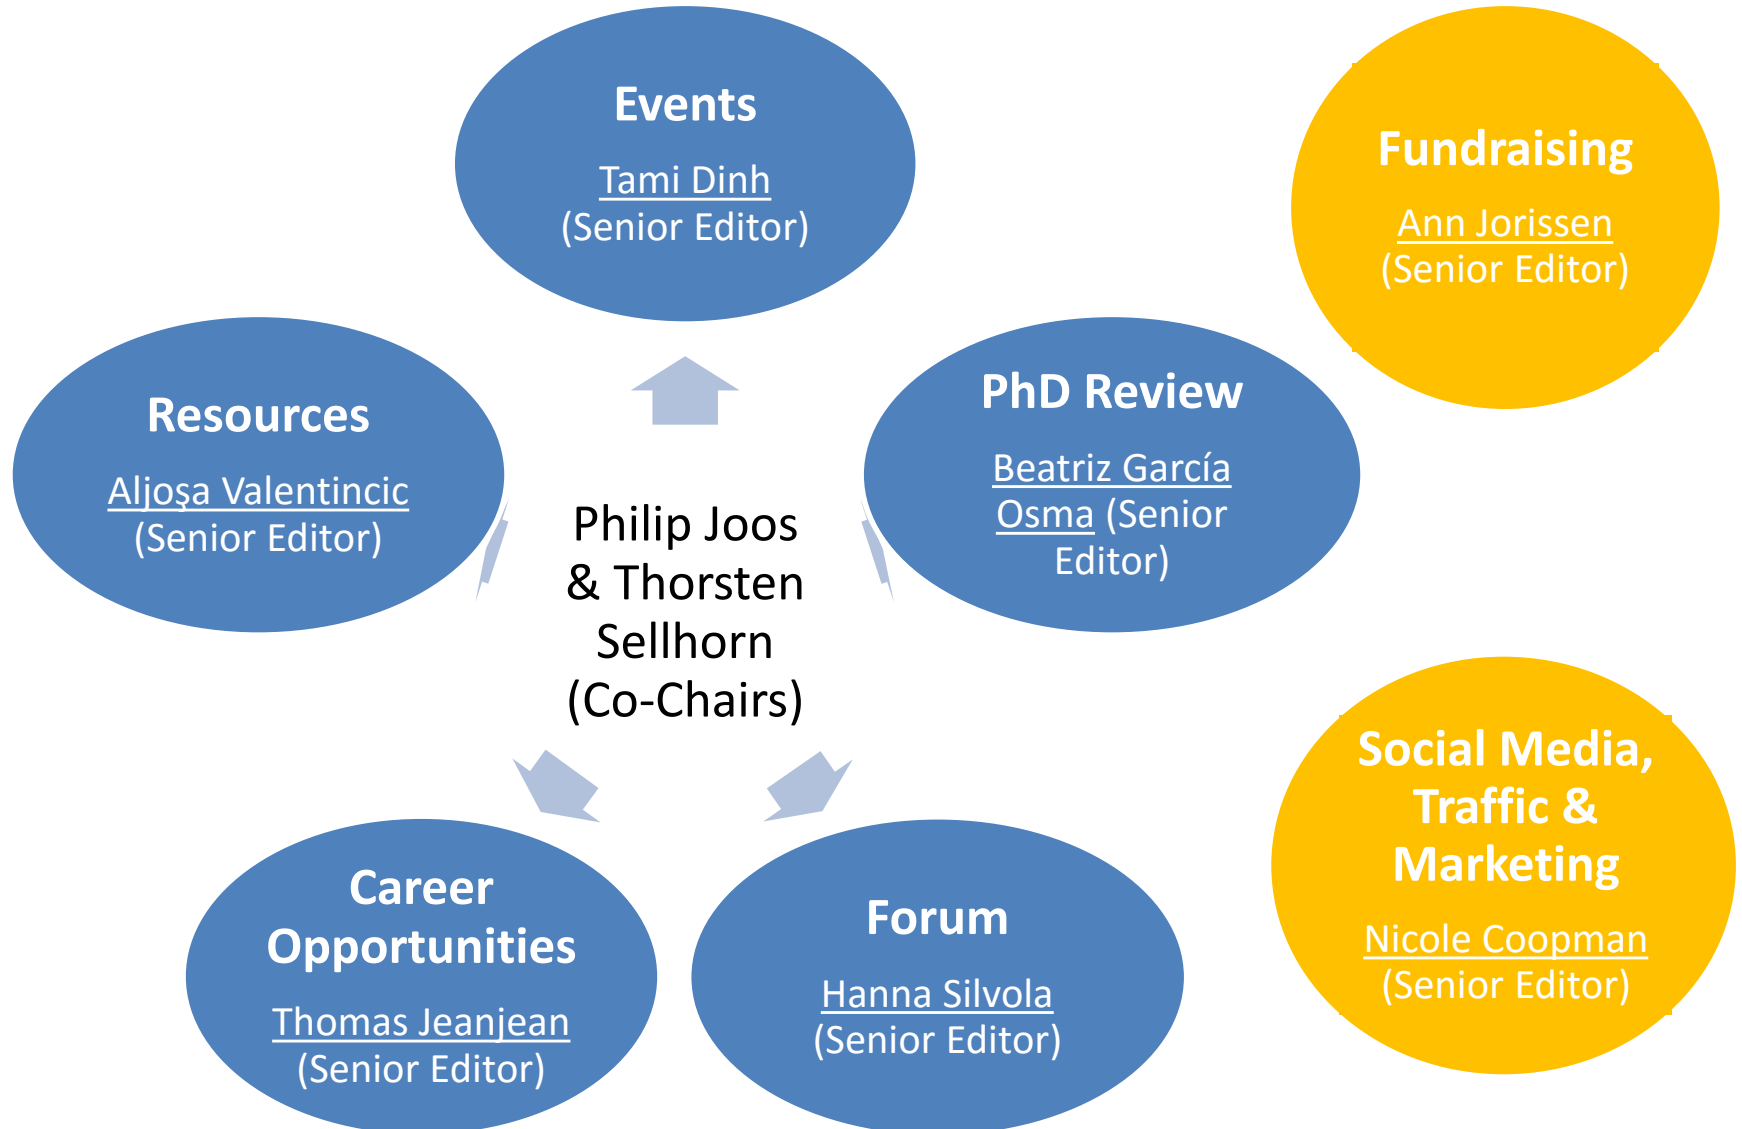 Events
Tami Dinh
(Senior Editor)
Fundraising
Ann Jorissen
(Senior Editor)
Resources
Aljoşa Valentincic
(Senior Editor)
PhD Review
Beatriz García
Osma (Senior
Editor)
Philip Joos
& Thorsten
Sellhorn
(Co-Chairs)
Social Media,
Traffic &
Marketing
Nicole Coopman
(Senior Editor)
Career
Opportunities
Thomas Jeanjean
(Senior Editor)
Forum
Hanna Silvola
(Senior Editor)